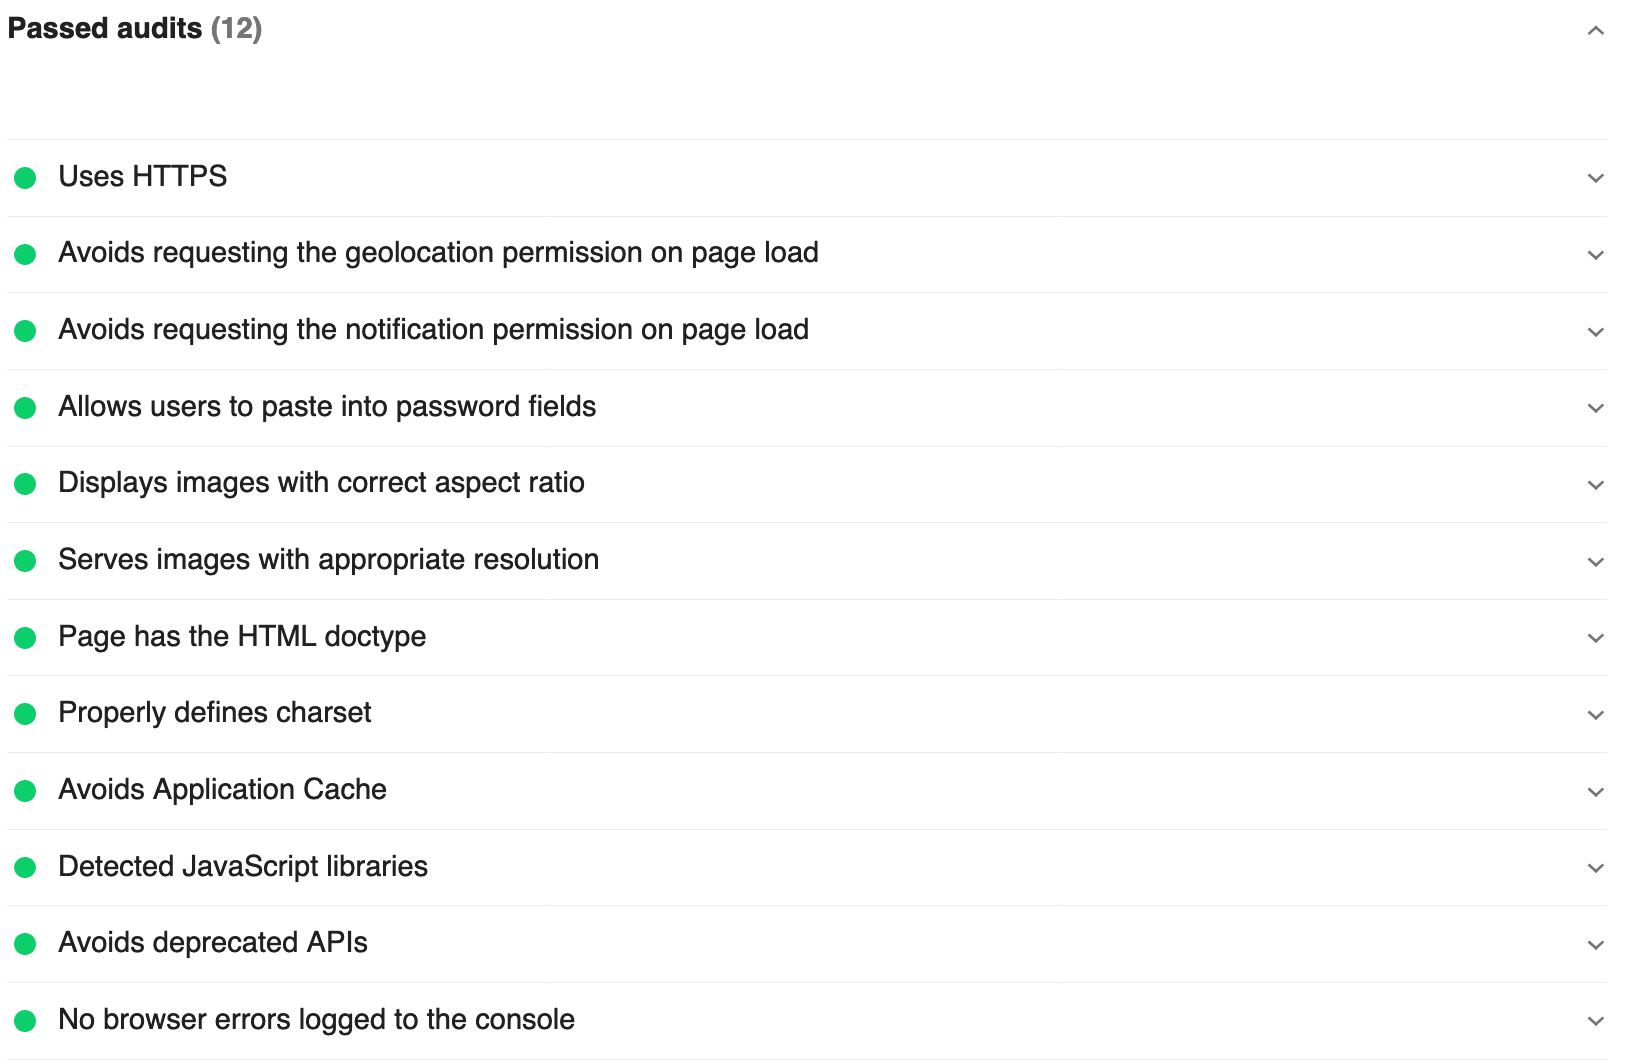 Passed audits (12)
Uses HTTPS
Avoids requesting the geolocation permission on page load
Avoids requesting the notification permission on page load
Allows users to paste into password fields
Displays images with correct aspect ratio
Serves images with appropriate resolution
Page has the HTML doctype
Properly defines charset
Avoids Application Cache
Detected JavaScript libraries
Avoids deprecated APIs
No browser errors logged to the console